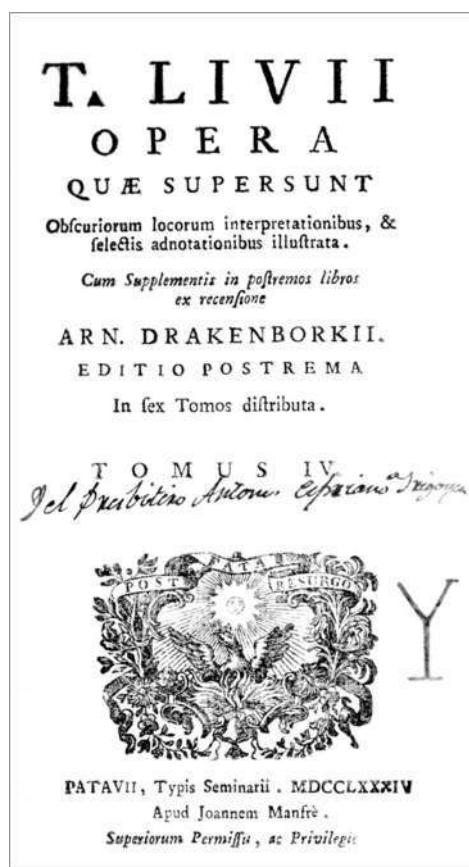 T. LIVII
OPERA
QUÆ SUPERSUNT
Obſcuriorum locorum interpretationibus, &
ſelectis adnotationibus illuſtrata.
Cum Supplementis in poſtremos libros
ex recenſione
ARN. DRAKENBORKII.
EDITIO POSTREMA
In ſex Tomos diſtributa.
TOMUS IV
Del Presbitero Antonio Cipriano
POST FATAL RESURGO
Y
PATAVII, Typis Seminarii. MDCCLXXXIV
Apud Joannem Manfrè.
Superiorum Permiſſu, ac Privilegio